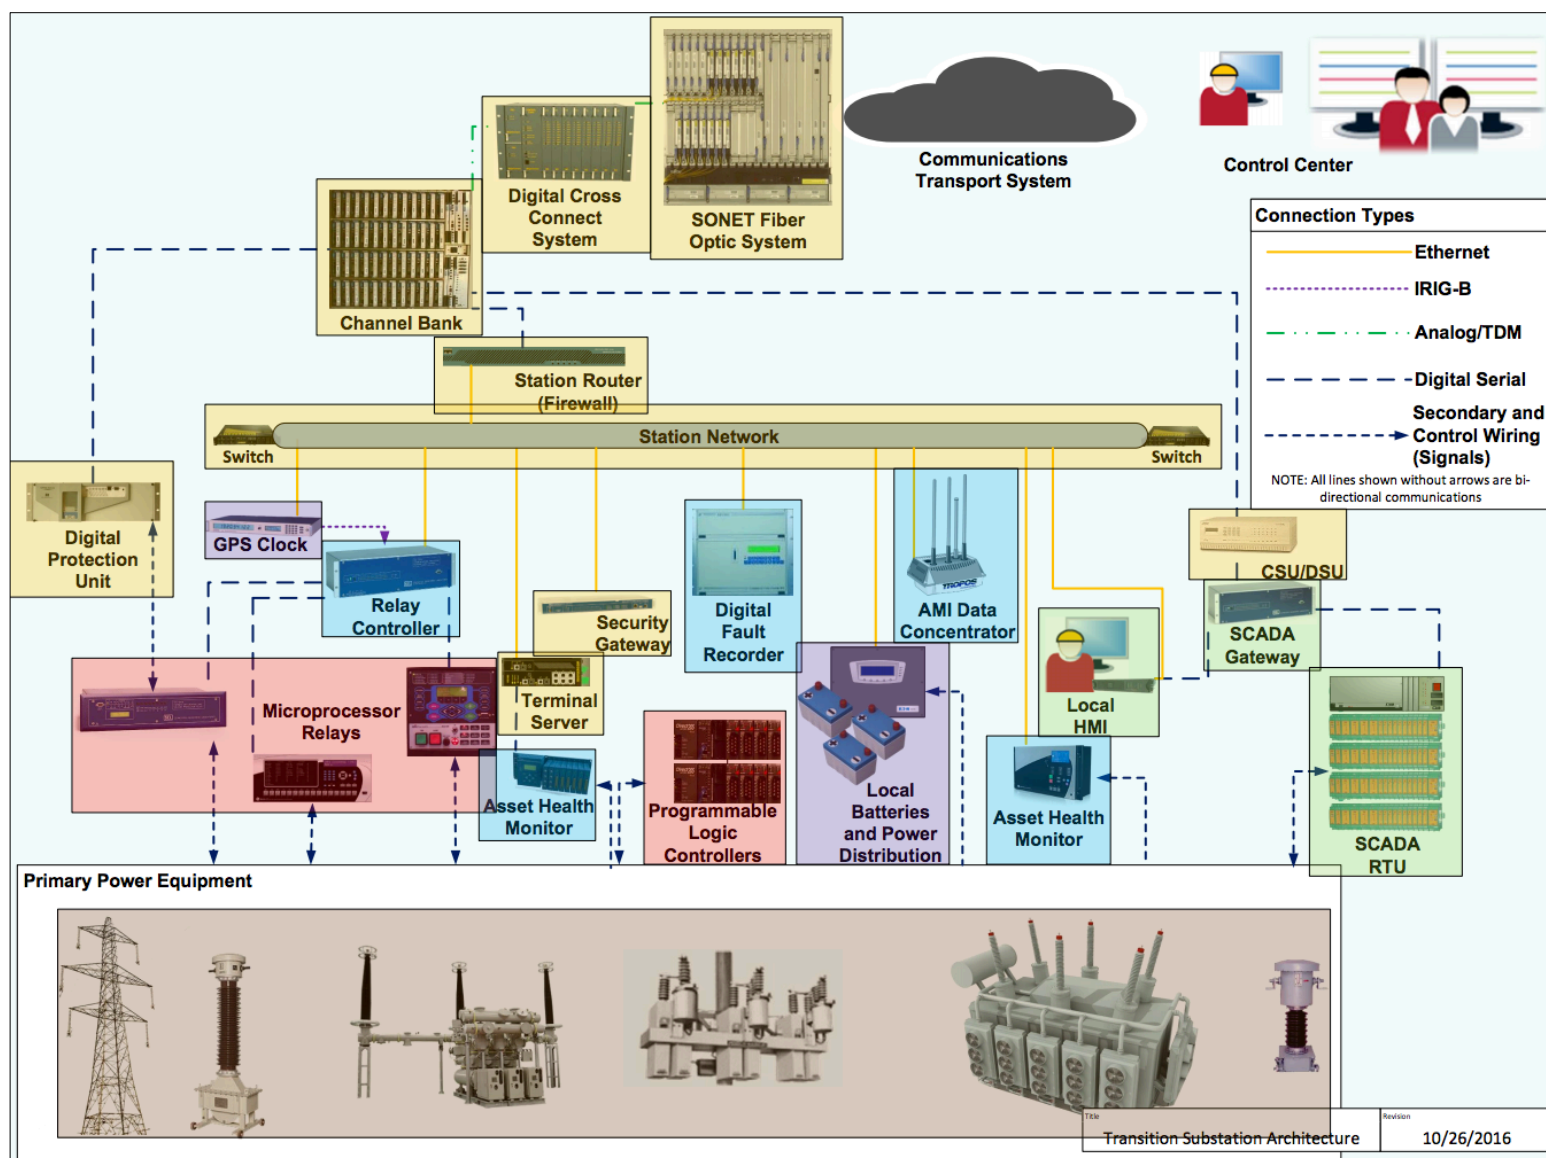 Communications
Transport System
Control Center
Digital Cross
Connect
System
SONET Fiber
Optic System
Channel Bank
Connection Types
Ethernet
IRIG-B
Analog/TDM
Digital Serial
Secondary and
Control Wiring
(Signals)
NOTE: All lines shown without arrows are bi-
directional communications
Station Router
(Firewall)
Station Network
Switch
Switch
Digital
Protection
Unit
GPS Clock
Relay
Controller
Security
Gateway
Digital
Fault
Recorder
TROPOS
AMI Data
Concentrator
CSU/DSU
SCADA
Gateway
Microprocessor
Relays
Terminal
Server
Local
HMI
Asset Health
Monitor
Programmable
Logic
Controllers
Local
Batteries
and Power
Distribution
Asset Health
Monitor
SCADA
RTU
Primary Power Equipment
Title
Transition Substation Architecture
Revision
10/26/2016